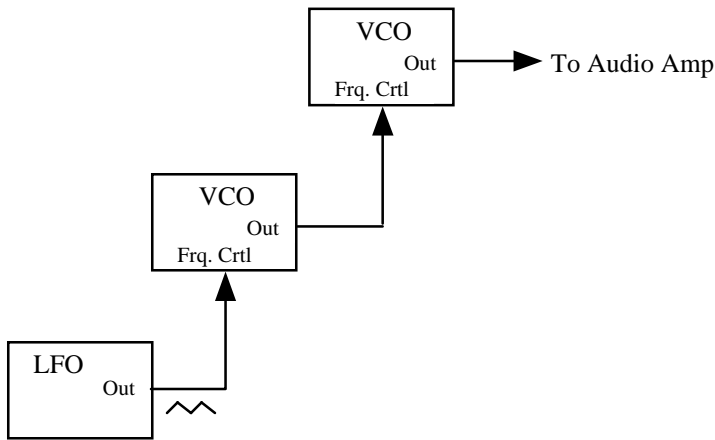 VCO
Out
To Audio Amp
Frq. Crtl
VCO
Out
Frq. Crtl
LFO
Out